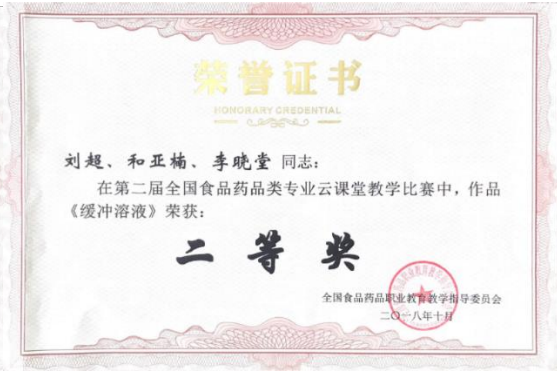 荣誉证书
HONORARY CREDENTIAL
刘超、和亚楠、李晓堂 同志：
在第二届全国食品药品类专业云课堂教学比赛中，作品
《缓冲溶液》荣获：
二等奖
全国食品药品职业教育教学指导委员会
二〇一八年十月